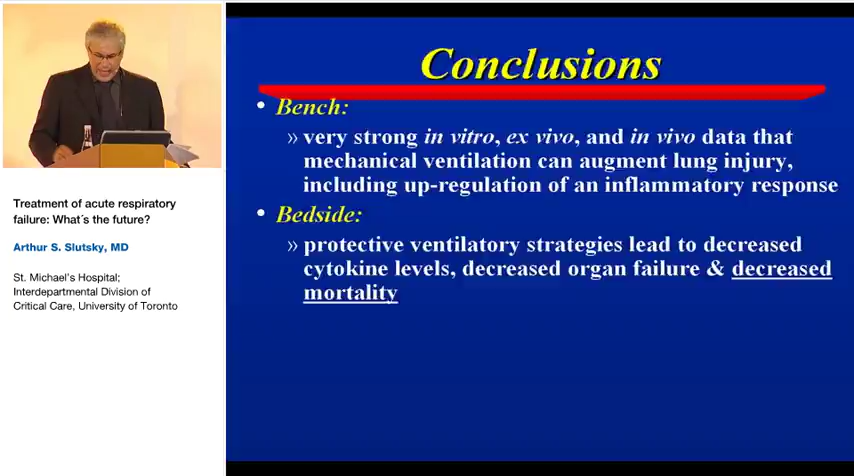 Conclusions
• Bench:
» very strong in vitro, ex vivo, and in vivo data that
mechanical ventilation can augment lung injury,
including up-regulation of an inflammatory response
• Bedside:
» protective ventilatory strategies lead to decreased
cytokine levels, decreased organ failure & decreased
mortality
Treatment of acute respiratory
failure: What´s the future?
Arthur S. Slutsky, MD
St. Michael's Hospital;
Interdepartmental Division of
Critical Care, University of Toronto